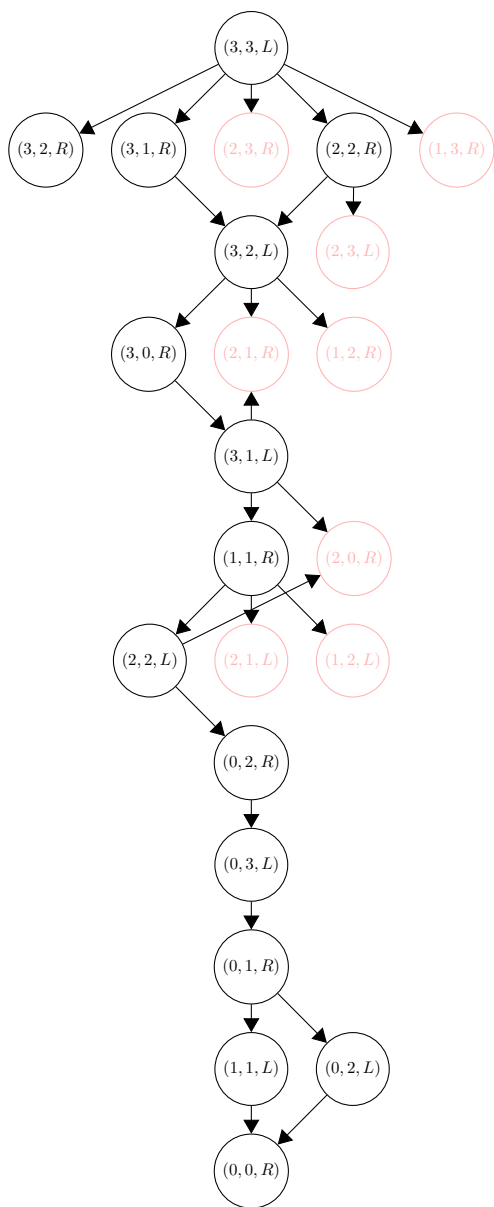 (3, 3, L)
(3, 2, R)
(3, 1, R)
(2, 3, R)
(2, 2, R)
(1, 3, R)
(3, 2, L)
(2, 3, L)
(3, 0, R)
(2, 1, R)
(1, 2, R)
(3, 1, L)
(1, 1, R)
(2, 0, R)
(2, 2, L)
(2, 1, L)
(1, 2, L)
(0, 2, R)
(0, 3, L)
(0, 1, R)
(1, 1, L)
(0, 2, L)
(0, 0, R)